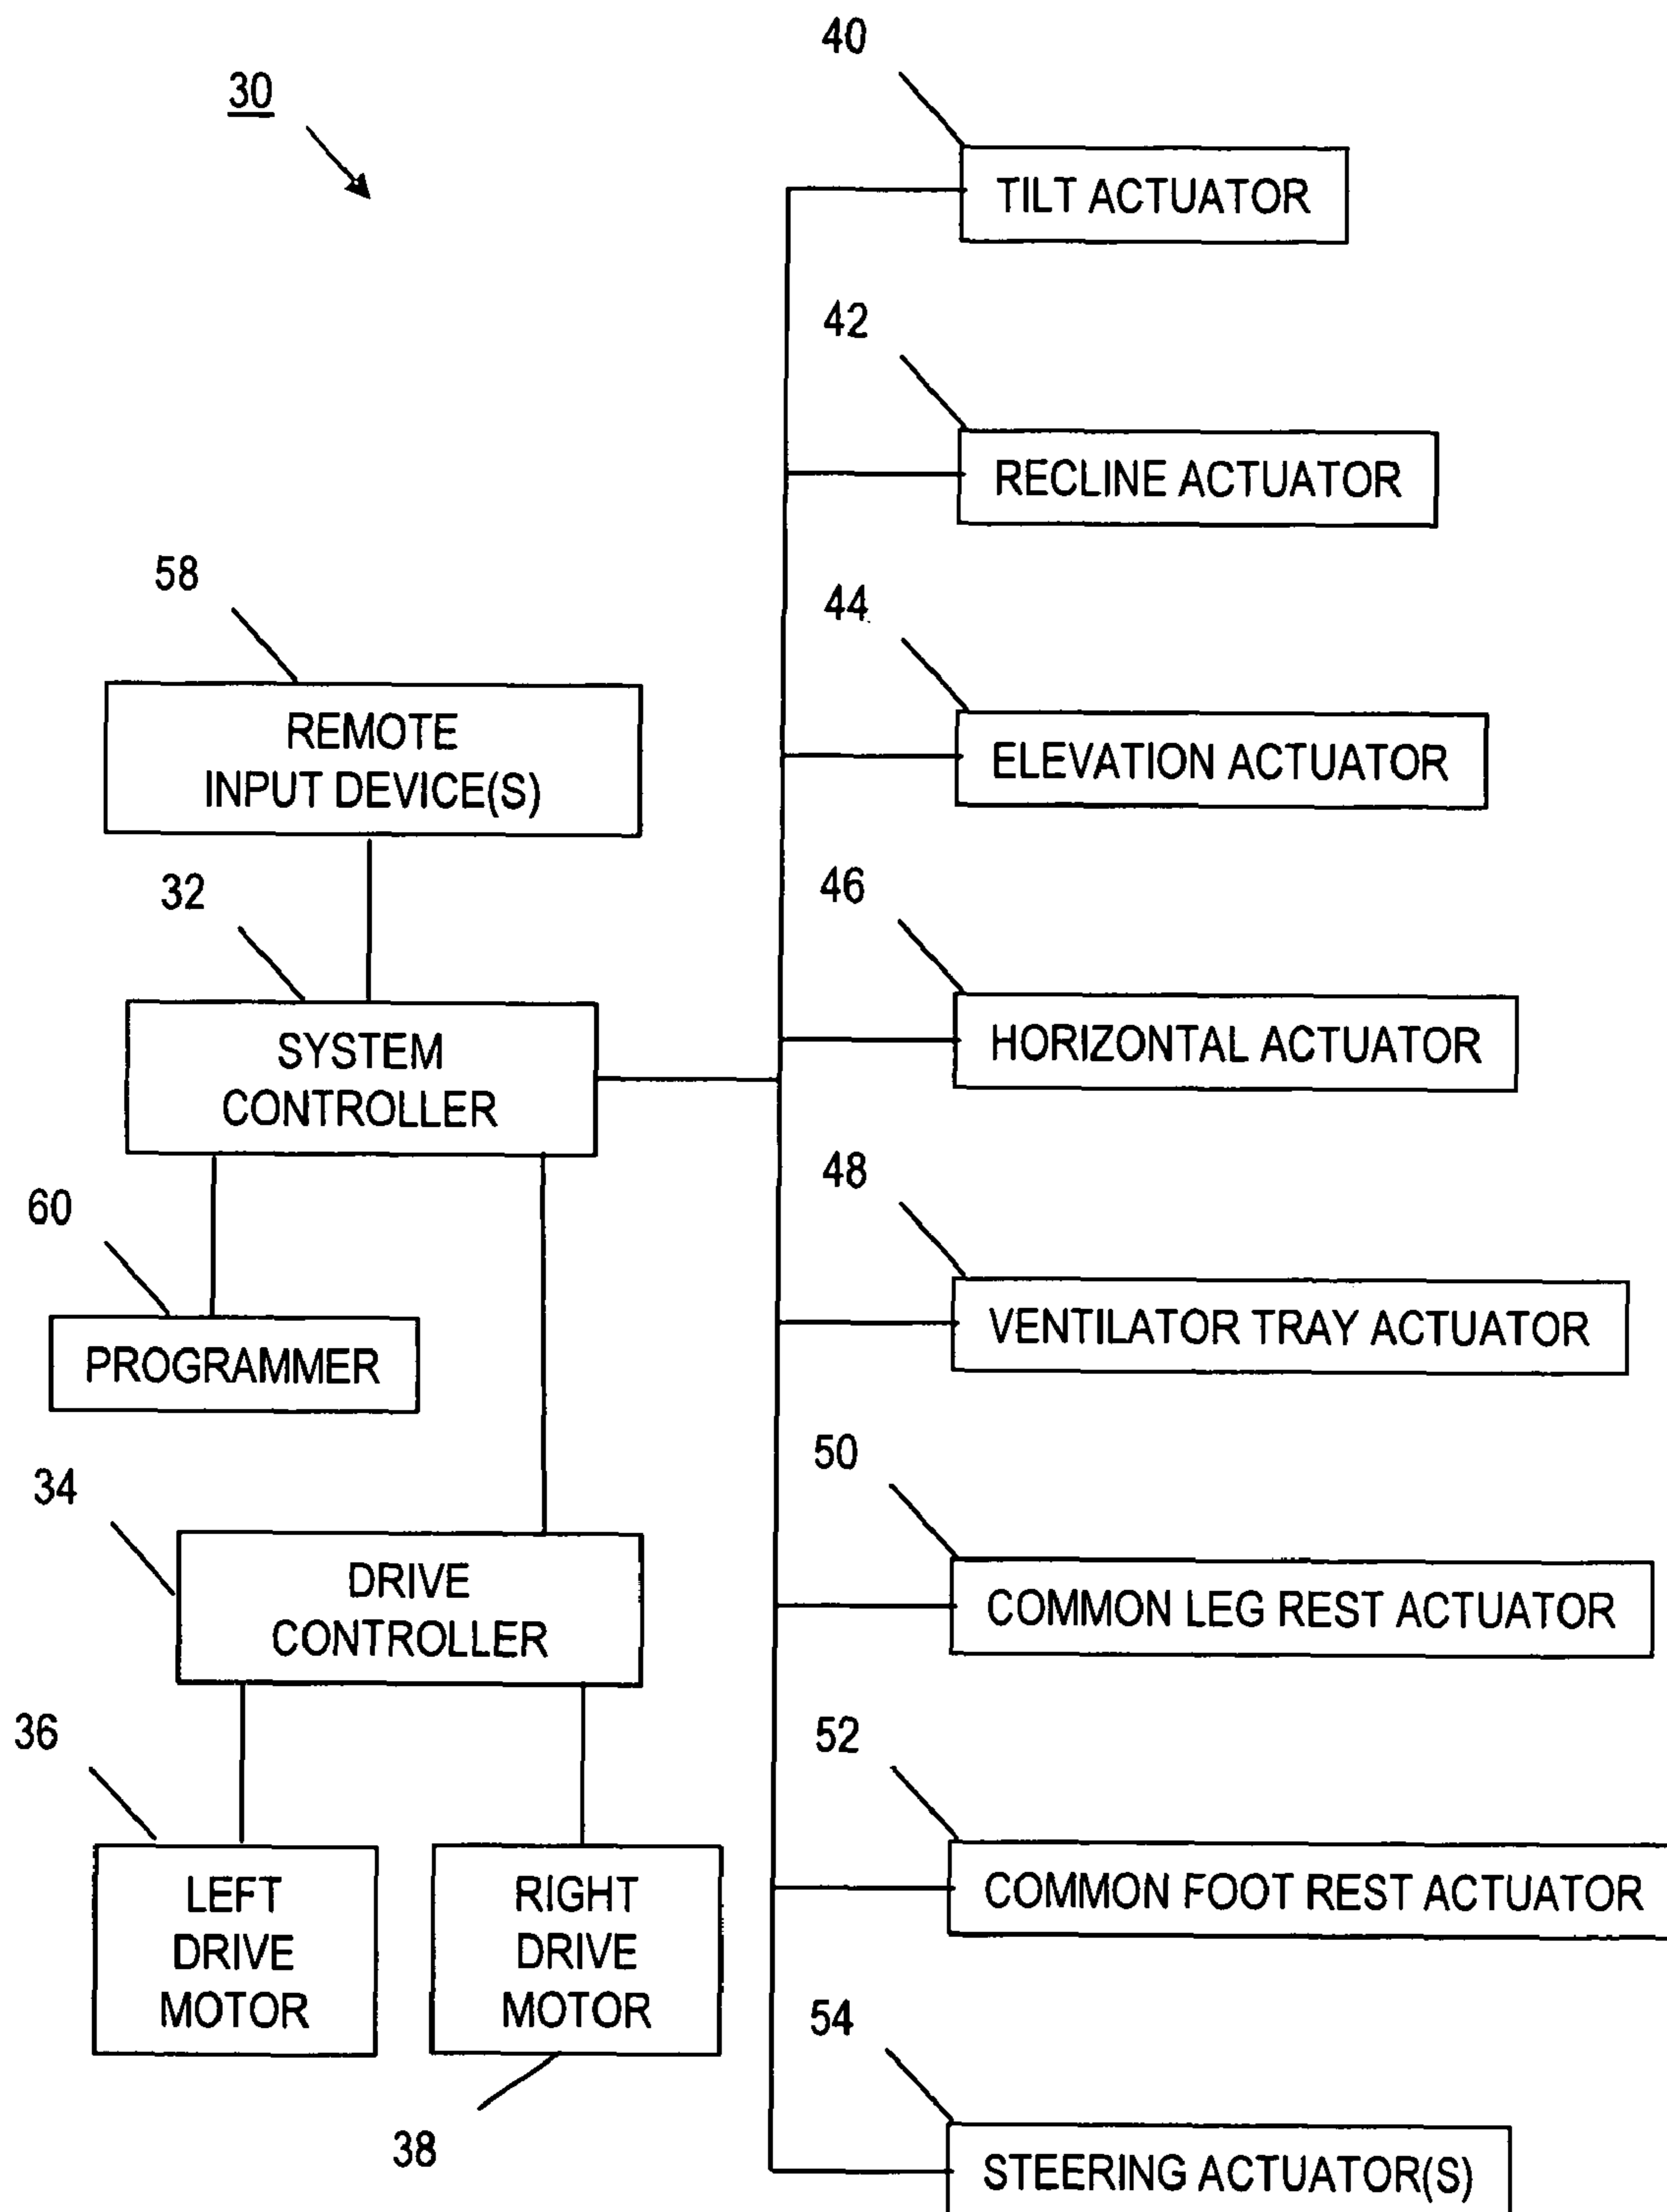 30
40
TILT ACTUATOR
42
RECLINE ACTUATOR
58
44
REMOTE
INPUT DEVICE(S)
ELEVATION ACTUATOR
32
46
SYSTEM
CONTROLLER
HORIZONTAL ACTUATOR
60
48
PROGRAMMER
VENTILATOR TRAY ACTUATOR
34
50
DRIVE
CONTROLLER
COMMON LEG REST ACTUATOR
36
52
LEFT
DRIVE
MOTOR
RIGHT
DRIVE
MOTOR
COMMON FOOT REST ACTUATOR
38
54
STEERING ACTUATOR(S)